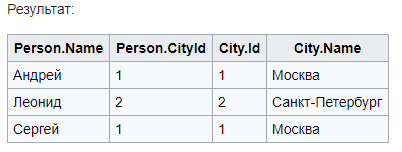 Результат:
Person.Name Person.CityId City.Id City.Name
Андрей 1 1 Москва
Леонид 2 2 Санкт-Петербург
Сергей 1 1 Москва